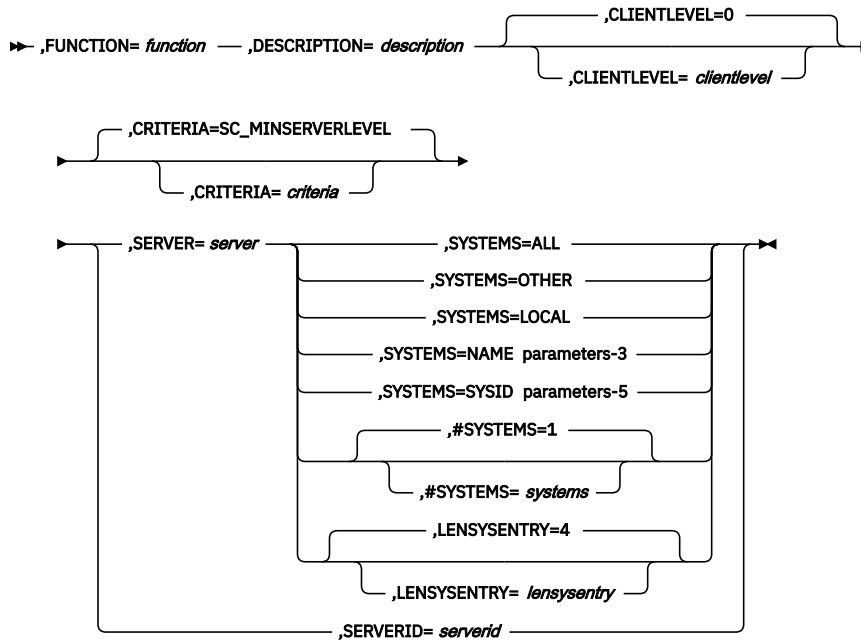 ,CLIENTLEVEL=0
,FUNCTION= function ,DESCRIPTION= description
,CLIENTLEVEL= clientlevel
,CRITERIA=SC_MINSERVERLEVEL
,CRITERIA= criteria
,SERVER= server ,SYSTEMS=ALL
,SYSTEMS=OTHER
,SYSTEMS=LOCAL
,SYSTEMS=NAME parameters-3
,SYSTEMS=SYSID parameters-5
,#SYSTEMS=1
,#SYSTEMS= systems
,LENSYSENTRY=4
,LENSYSENTRY= lensysentry
,SERVERID= serverid